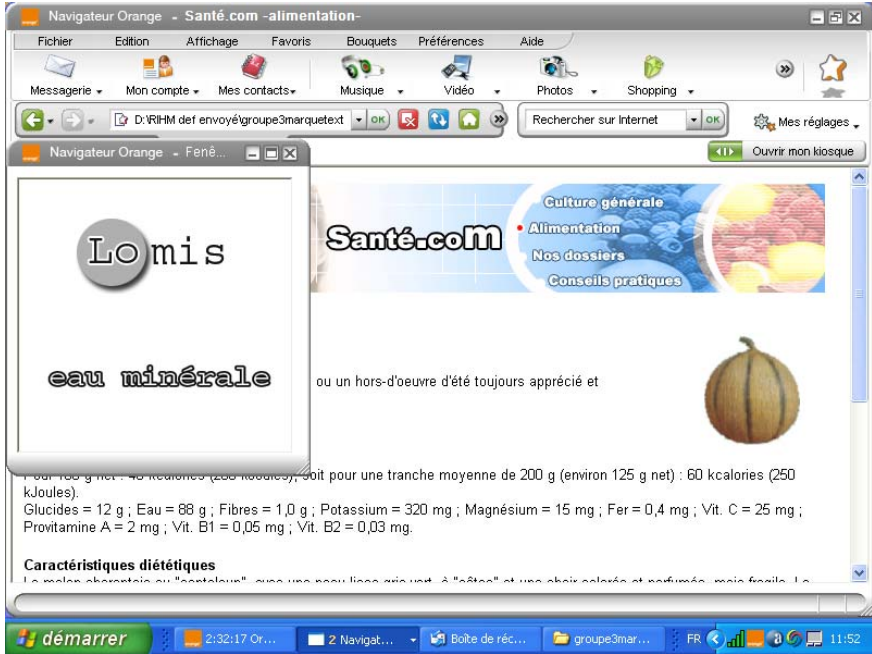 Navigateur Orange - Santé.com -alimentation-
Fichier Edition Affichage Favoris Bouquets Préférences Aide
Messagerie Mon compte Mes contacts Musique Vidéo Photos Shopping
D:\RIHM def envoyé\groupe3marquetext OK Rechercher sur Internet OK Mes réglages
Navigateur Orange - Fenê...
Ouvrir mon kiosque
Lomis
eau minérale
Santé.com
Culture générale
Alimentation
Nos dossiers
Conseils pratiques
ou un hors-d'oeuvre d'été toujours apprécié et
soit pour une tranche moyenne de 200 g (environ 125 g net) : 60 kcalories (250
kJoules).
Glucides = 12 g ; Eau = 88 g ; Fibres = 1,0 g ; Potassium = 320 mg ; Magnésium = 15 mg ; Fer = 0,4 mg ; Vit. C = 25 mg ;
Provitamine A = 2 mg ; Vit. B1 = 0,05 mg ; Vit. B2 = 0,03 mg.
Caractéristiques diététiques
démarrer 2:32:17 Or... 2 Navigat... Boîte de réc... groupe3mar... FR 11:52